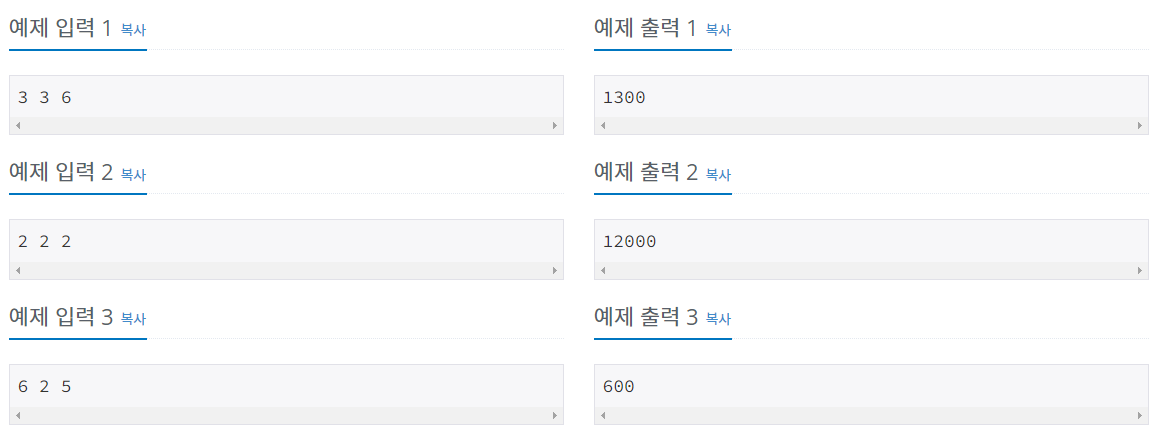 예제 입력 1 복사
예제 출력 1 복사
3 3 6
1300
예제 입력 2 복사
예제 출력 2 복사
2 2 2
12000
예제 입력 3 복사
예제 출력 3 복사
6 2 5
600